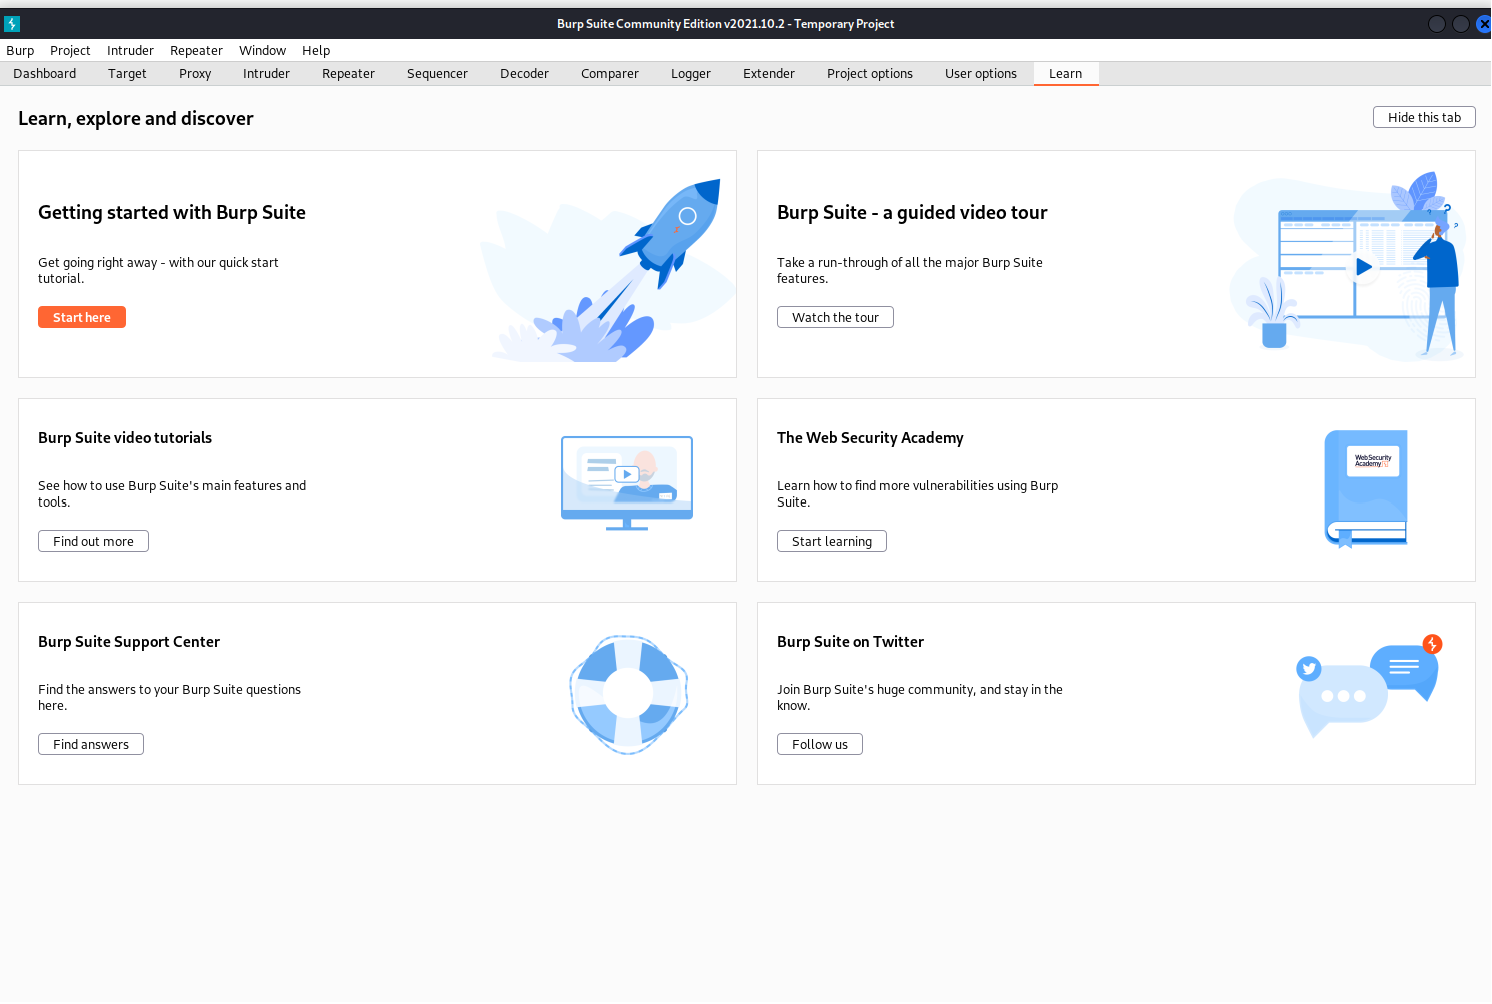 Burp Suite Community Edition v2021.10.2 - Temporary Project
Burp Project Intruder Repeater Window Help
Dashboard Target Proxy Intruder Repeater Sequencer Decoder Comparer Logger Extender Project options User options Learn
Learn, explore and discover
Hide this tab
Getting started with Burp Suite
Get going right away - with our quick start
tutorial.
Start here
Burp Suite - a guided video tour
Take a run-through of all the major Burp Suite
features.
Watch the tour
Burp Suite video tutorials
See how to use Burp Suite's main features and
tools.
Find out more
The Web Security Academy
Learn how to find more vulnerabilities using Burp
Suite.
Start learning
Web Security
Academy
Burp Suite Support Center
Find the answers to your Burp Suite questions
here.
Find answers
Burp Suite on Twitter
Join Burp Suite's huge community, and stay in the
know.
Follow us